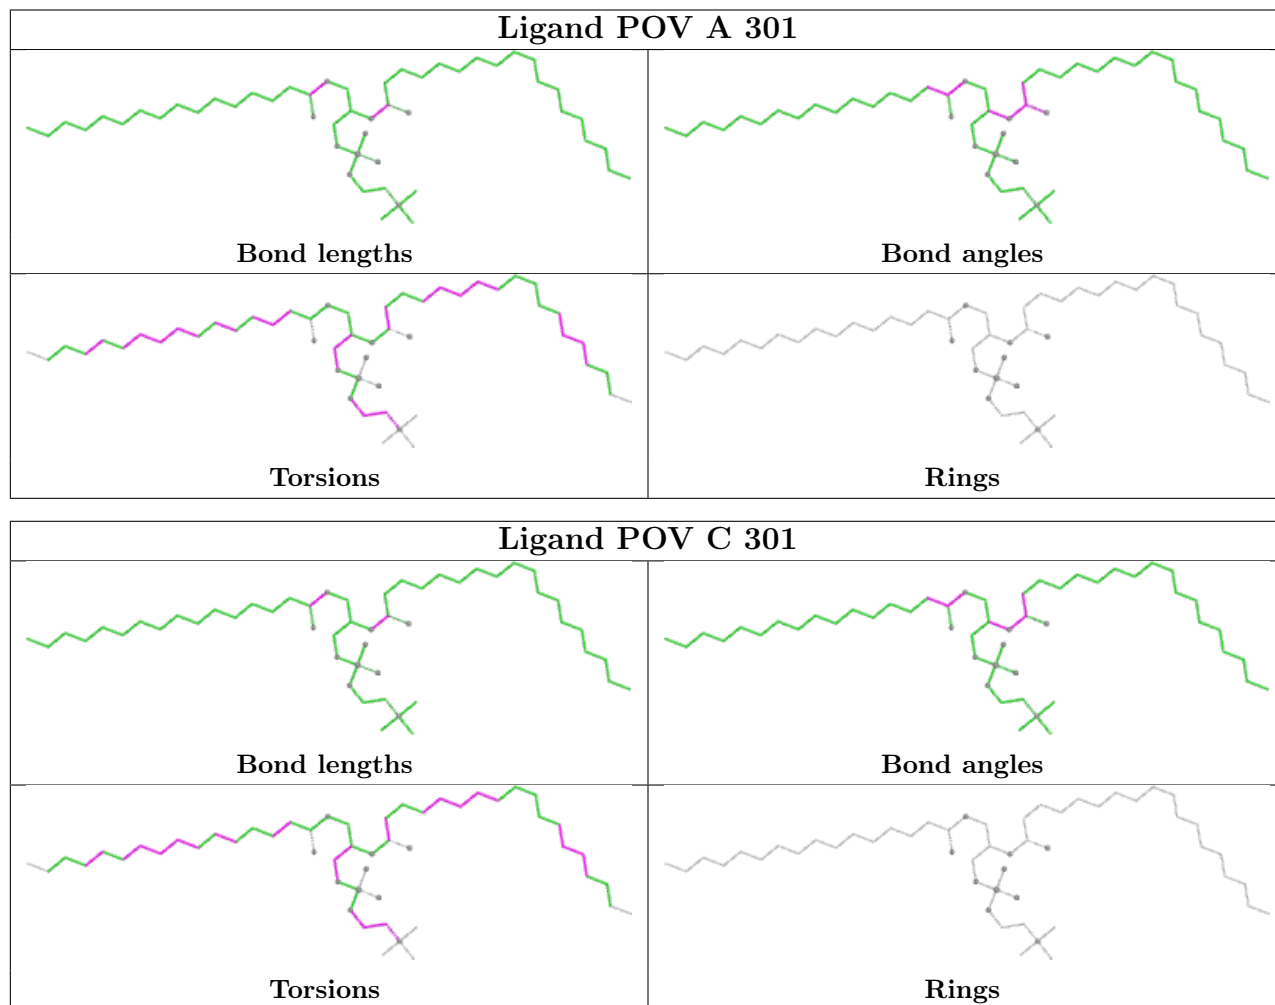 Ligand POV A 301
Bond lengths
Bond angles
Torsions
Rings
Ligand POV C 301
Bond lengths
Bond angles
Torsions
Rings